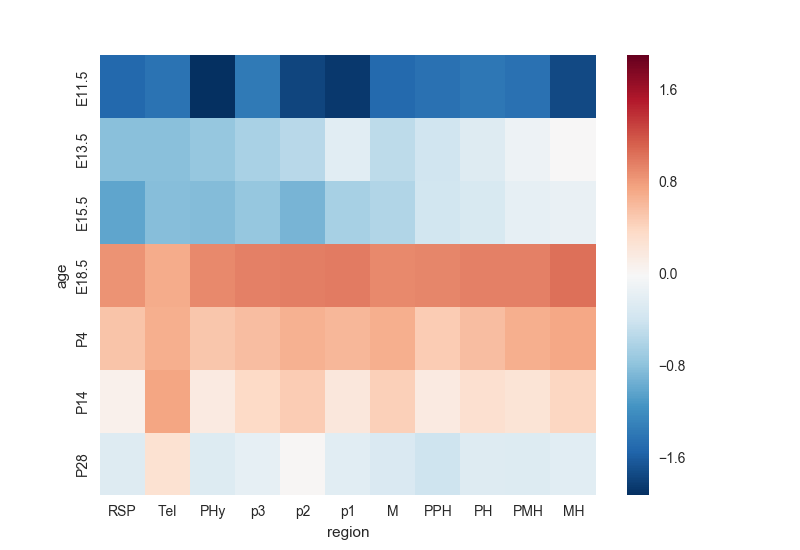 E11.5
E13.5
E15.5
E18.5
P4
P14
P28
age
RSP Tel PHy p3 p2 p1 M PPH PH PMH MH
region
1.6
0.8
0.0
−0.8
−1.6